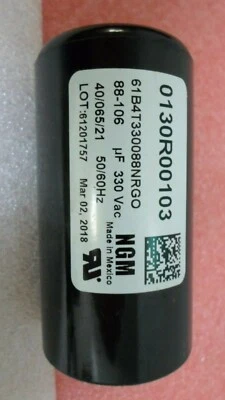 0130R00103
61B4T330088NRGO
88-106 µF 330 Vac
40/065/21 50/60Hz
LOT:61201757 Mar 02, 2018
NGM
Made in Mexico